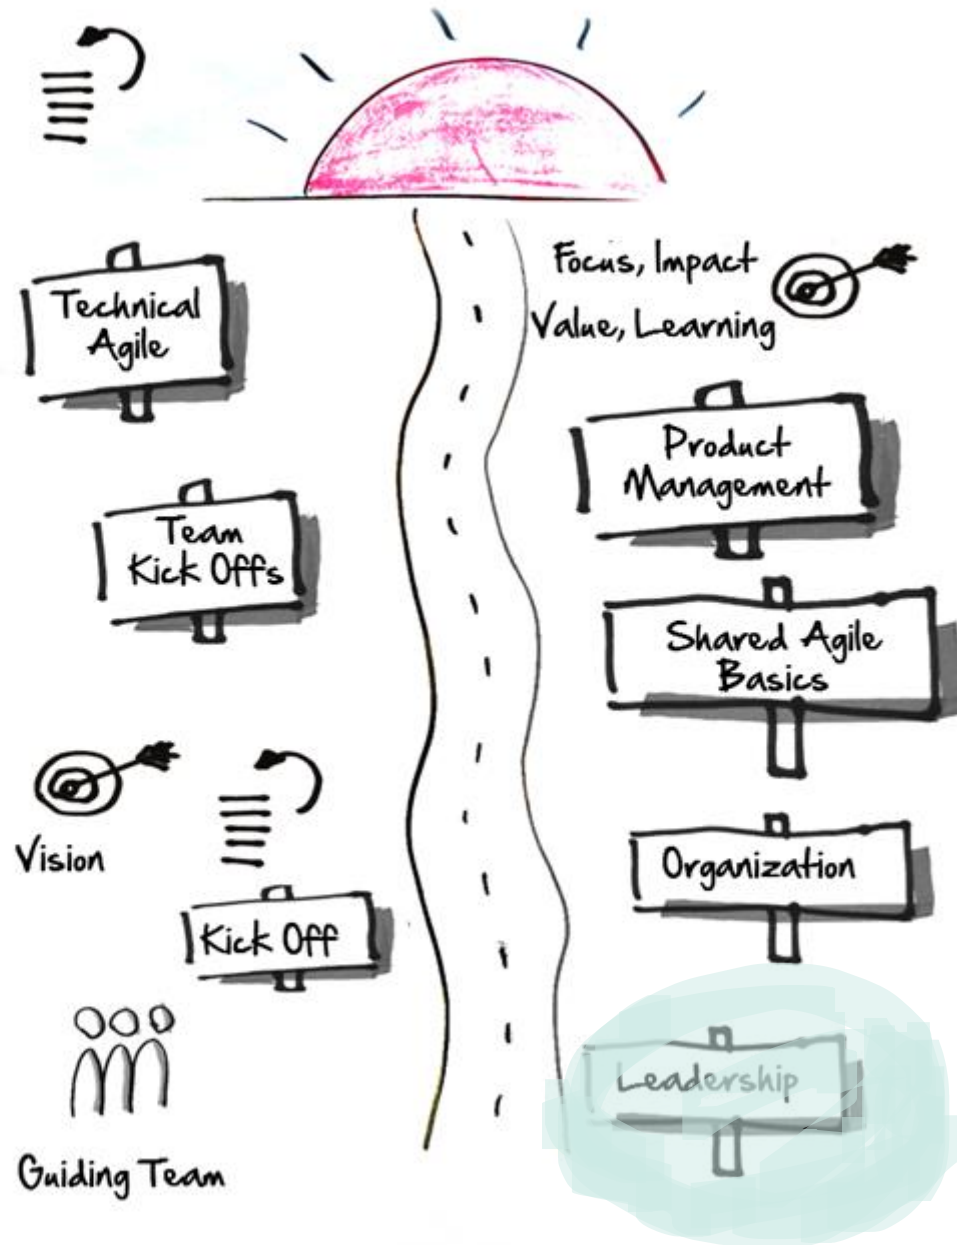 Technical
Agile
Focus, Impact
Value, Learning
Product
Management
Team
Kick Offs
Shared Agile
Basics
Vision
Organization
Kick Off
Leadership
Guiding Team